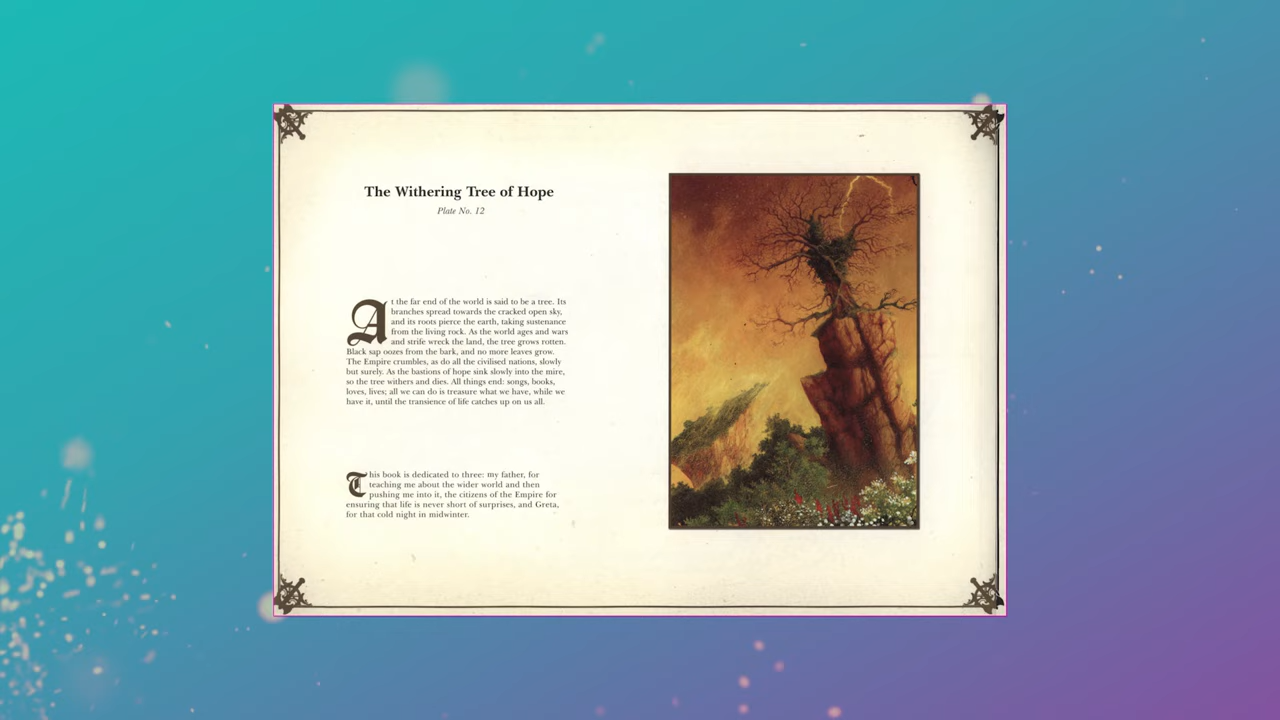 The Withering Tree of Hope
Plate No. 12
At the far end of the world is said to be a tree. Its
branches spread towards the cracked open sky,
and its roots pierce the earth, taking sustenance
from the living rock. As the world ages and wars
and strife wreck the land, the tree grows rotten.
Black sap oozes from the bark, and no more leaves grow.
The Empire crumbles, as do all the civilised nations, slowly
but surely. As the bastions of hope sink slowly into the mire,
so the tree withers and dies. All things end: songs, books,
loves, lives; all we can do is treasure what we have, while we
have it, until the transience of life catches up on us all.
This book is dedicated to three: my father, for
teaching me about the wider world and then
pushing me into it, the citizens of the Empire for
ensuring that life is never short of surprises, and Greta,
for that cold night in midwinter.